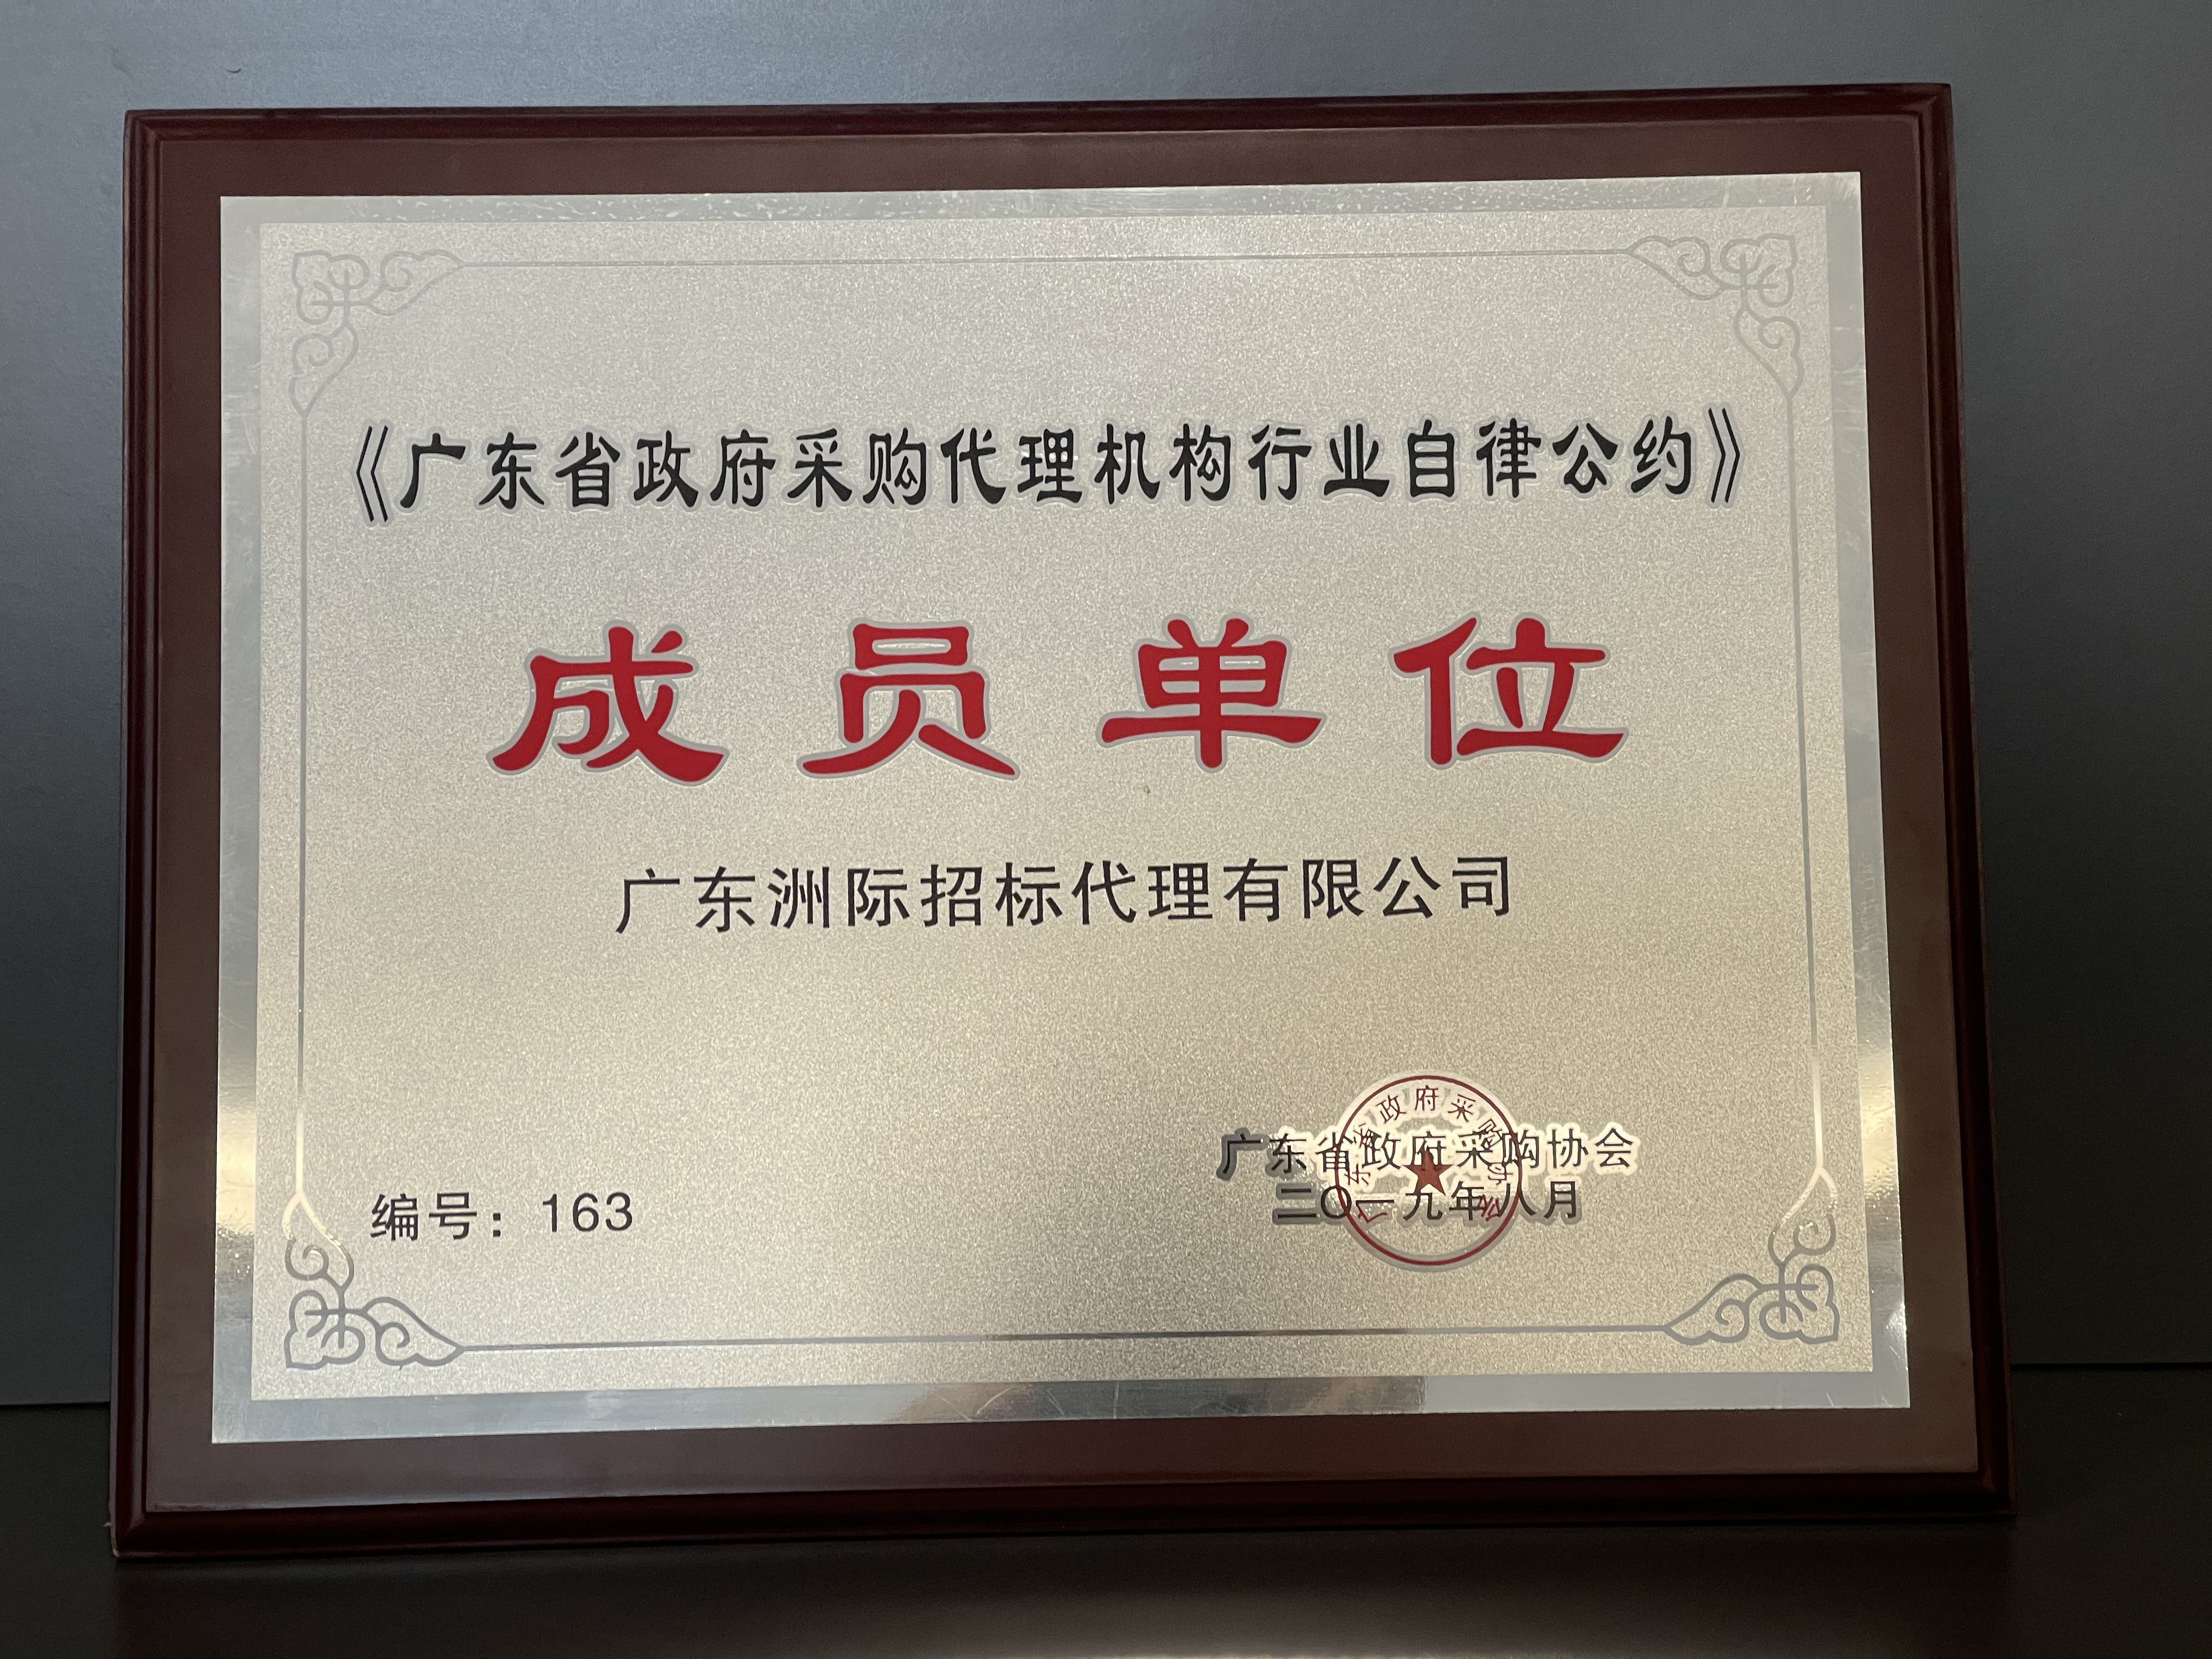 《广东省政府采购代理机构行业自律公约》
成员单位
广东洲际招标代理有限公司
编号：163
广东省政府采购协会
二〇一九年八月